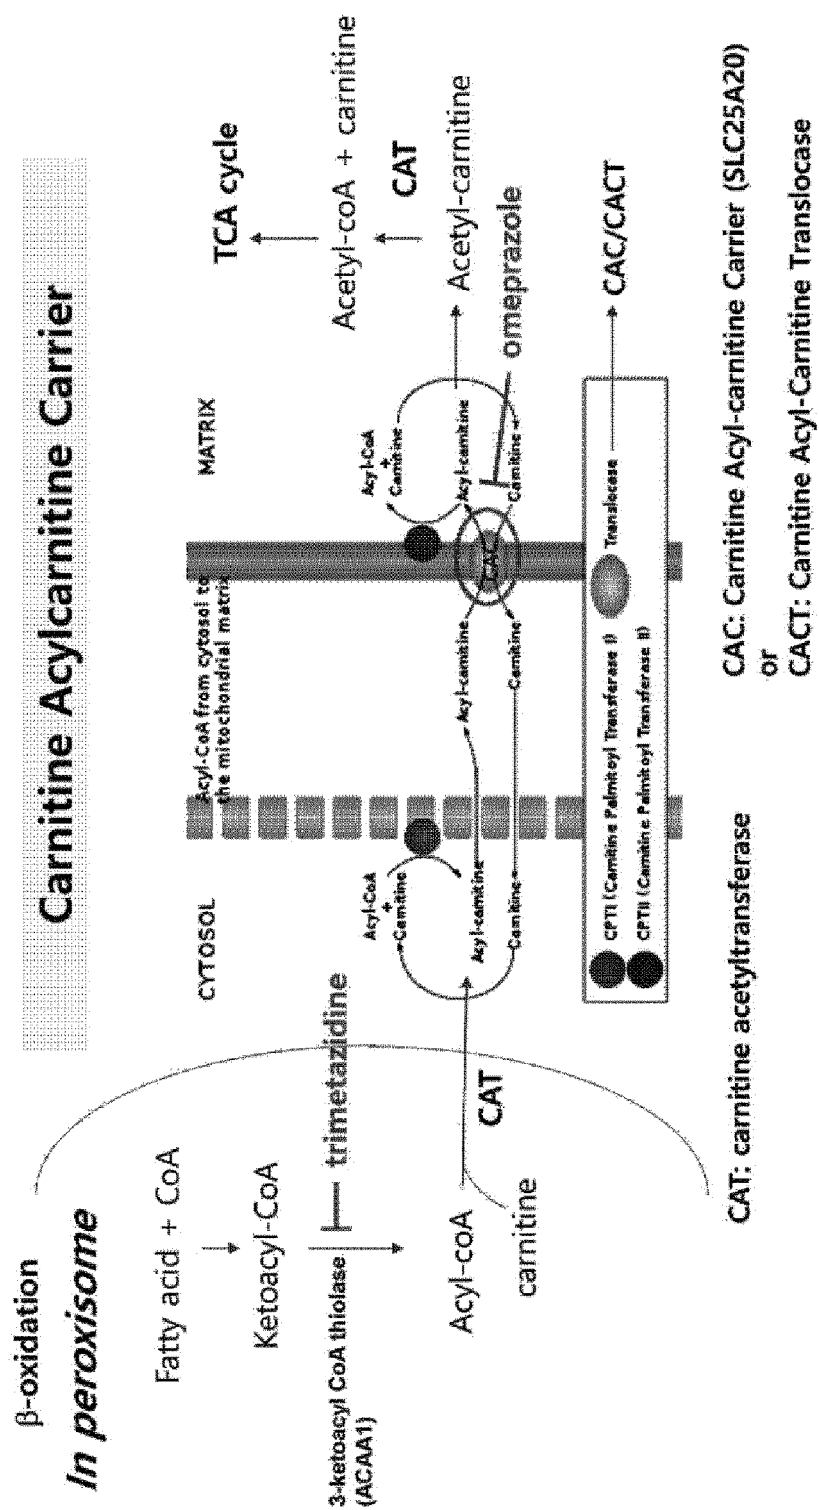 Carnitine Acylcarnitine Carrier
β-oxidation
In peroxisome
Fatty acid + CoA
Ketoacyl-CoA
3-ketoacyl CoA thiolase
(ACAA1)
trimetazidine
Acyl-coA
carnitine
CAT
CYTOSOL
Acyl-CoA from cytosol to
the mitochondrial matrix
MATRIX
Acyl-CoA
+
Carnitine
Acyl-carnitine
Carnitine
Acyl-carnitine
Carnitine
CAC
Acyl-CoA
+
Carnitine
Acyl-carnitine
Carnitine
TCA cycle
Acetyl-coA + carnitine
CAT
Acetyl-carnitine
omeprazole
CPTI (Carnitine Palmitoyl Transferase I)
CPTII (Carnitine Palmitoyl Transferase II)
Translocase
CAC/CACT
CAT: carnitine acetyltransferase
CAC: Carnitine Acyl-carnitine Carrier (SLC25A20)
or
CACT: Carnitine Acyl-Carnitine Translocase